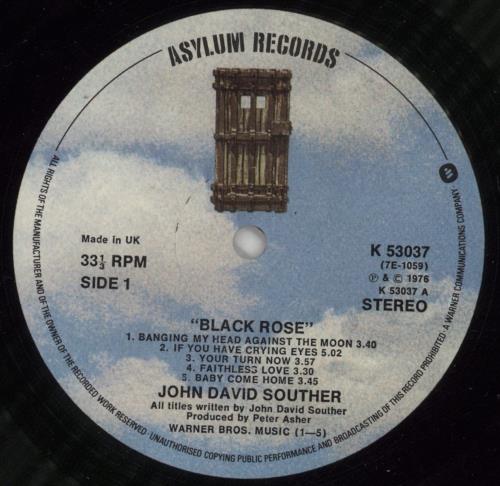 ASYLUM RECORDS
Made in UK
33⅓ RPM
SIDE 1
K 53037
(7E-1059)
℗ & © 1976
K 53037 A
STEREO
"BLACK ROSE"
1. BANGING MY HEAD AGAINST THE MOON 3.40
2. IF YOU HAVE CRYING EYES 5.02
3. YOUR TURN NOW 3.57
4. FAITHLESS LOVE 3.30
5. BABY COME HOME 3.45
JOHN DAVID SOUTHER
All titles written by John David Souther
Produced by Peter Asher
WARNER BROS. MUSIC (1—5)
ALL RIGHTS OF THE MANUFACTURER AND OF THE OWNER OF THE RECORDED WORK RESERVED · UNAUTHORISED COPYING PUBLIC PERFORMANCE AND BROADCASTING OF THIS RECORD PROHIBITED · A WARNER COMMUNICATIONS COMPANY